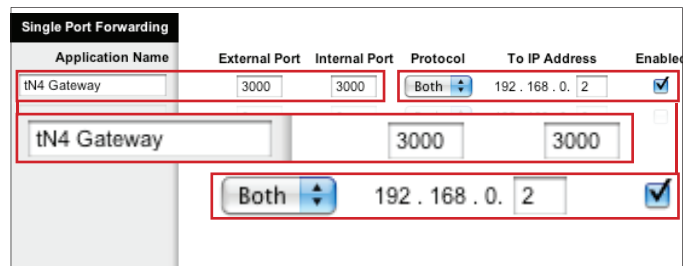 Single Port Forwarding
Application Name External Port Internal Port Protocol To IP Address Enabled
tN4 Gateway 3000 3000 Both 192 . 168 . 0. 2
tN4 Gateway 3000 3000
Both 192 . 168 . 0. 2